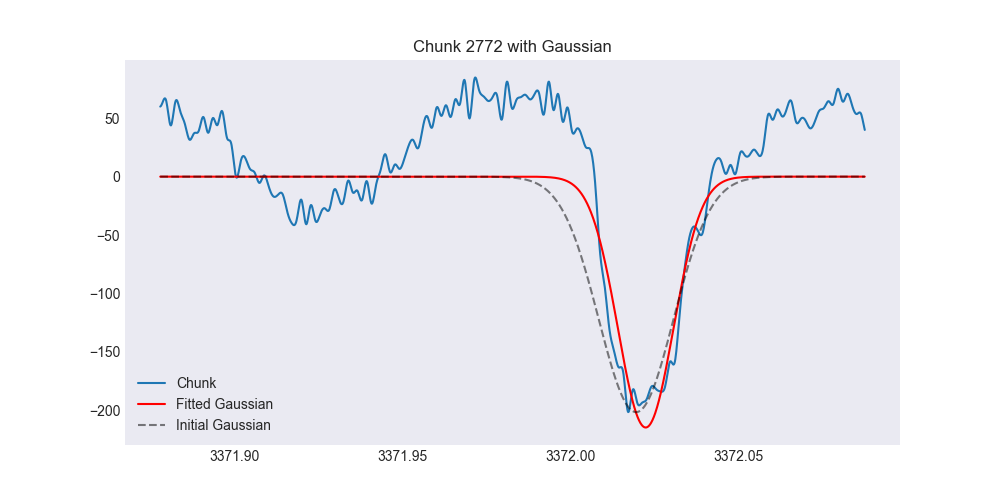 Chunk 2772 with Gaussian
50
0
−50
−100
−150
−200
Chunk
Fitted Gaussian
Initial Gaussian
3371.90 3371.95 3372.00 3372.05